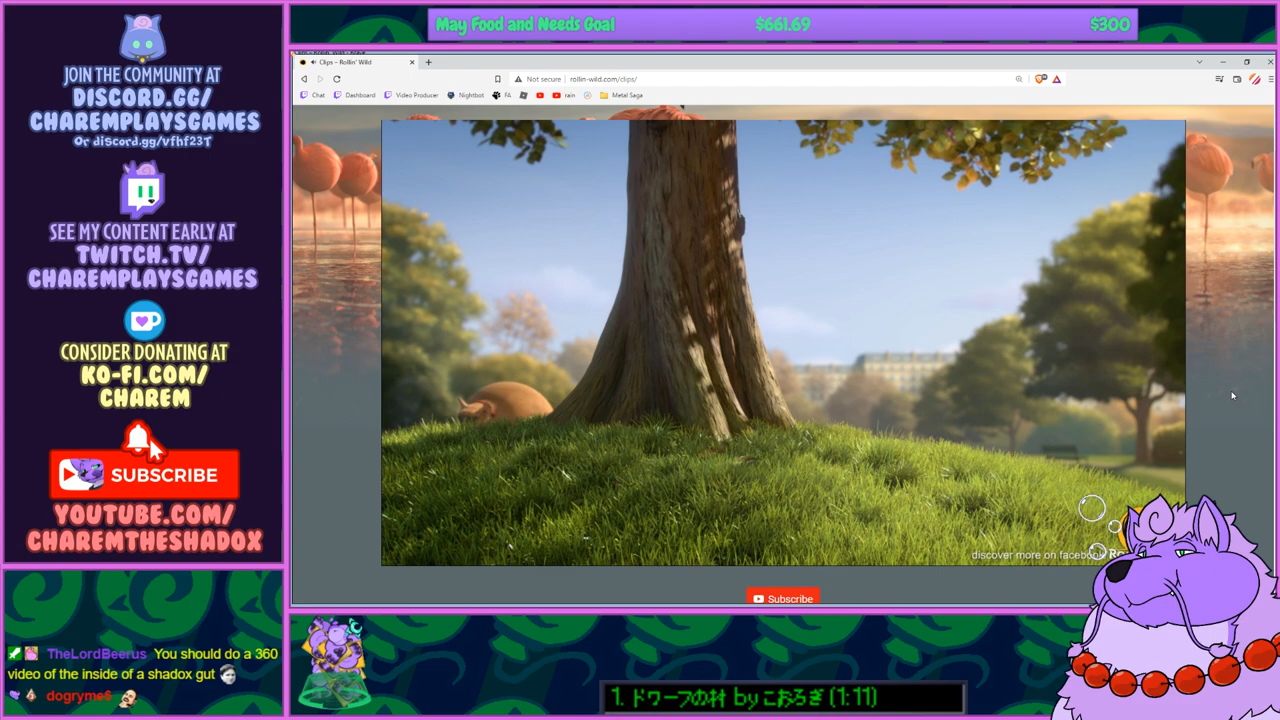 May Food and Needs Goal $661.69 $300
JOIN THE COMMUNITY AT
DISCORD.GG/
CHAREMPLAYSGAMES
Or discord.gg/vfhf23T
SEE MY CONTENT EARLY AT
TWITCH.TV/
CHAREMPLAYSGAMES
CONSIDER DONATING AT
KO-FI.COM/
CHAREM
SUBSCRIBE
YOUTUBE.COM/
CHAREMTHESHADOX
TheLordBeerus You should do a 360
video of the inside of a shadox gut
dogryme6
Clips - Rollin' Wild
Not secure rollin-wild.com/clips/
Chat Dashboard Video Producer Nightbot FA rain Metal Saga
discover more on facebook
Subscribe
1. ドワーフの村 by こおろぎ (1:11)